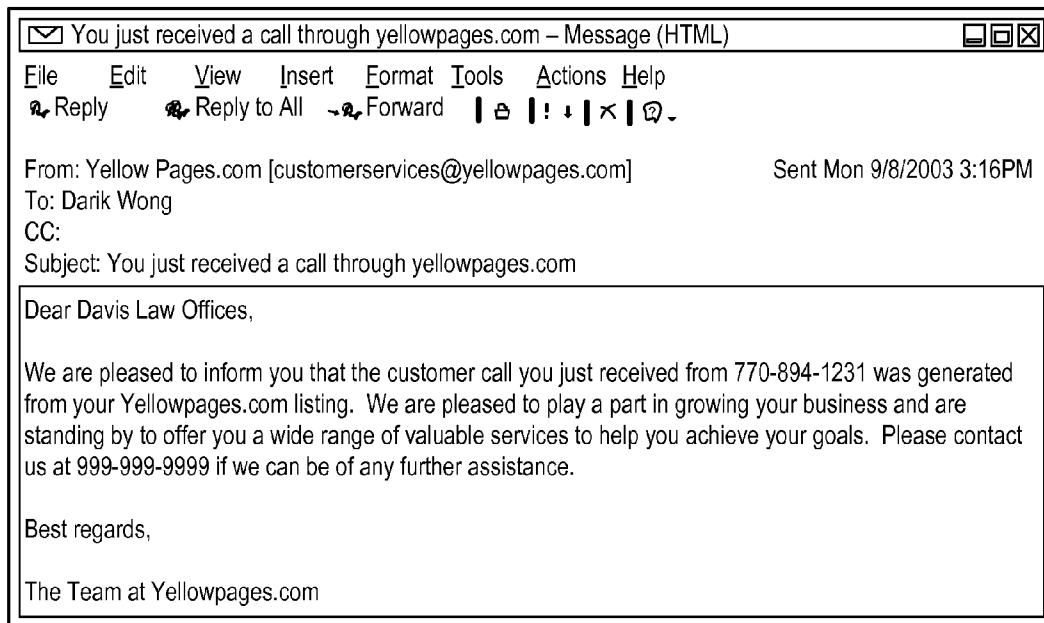 You just received a call through yellowpages.com – Message (HTML)
File Edit View Insert Format Tools Actions Help
Reply Reply to All Forward
From: Yellow Pages.com [customerservices@yellowpages.com] Sent Mon 9/8/2003 3:16PM
To: Darik Wong
CC:
Subject: You just received a call through yellowpages.com
Dear Davis Law Offices,
We are pleased to inform you that the customer call you just received from 770-894-1231 was generated
from your Yellowpages.com listing. We are pleased to play a part in growing your business and are
standing by to offer you a wide range of valuable services to help you achieve your goals. Please contact
us at 999-999-9999 if we can be of any further assistance.
Best regards,
The Team at Yellowpages.com